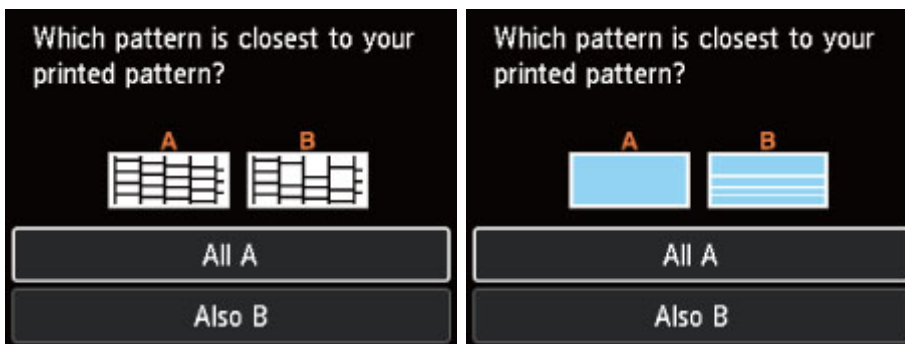 Which pattern is closest to your
printed pattern?
A B
All A
Also B
Which pattern is closest to your
printed pattern?
A B
All A
Also B